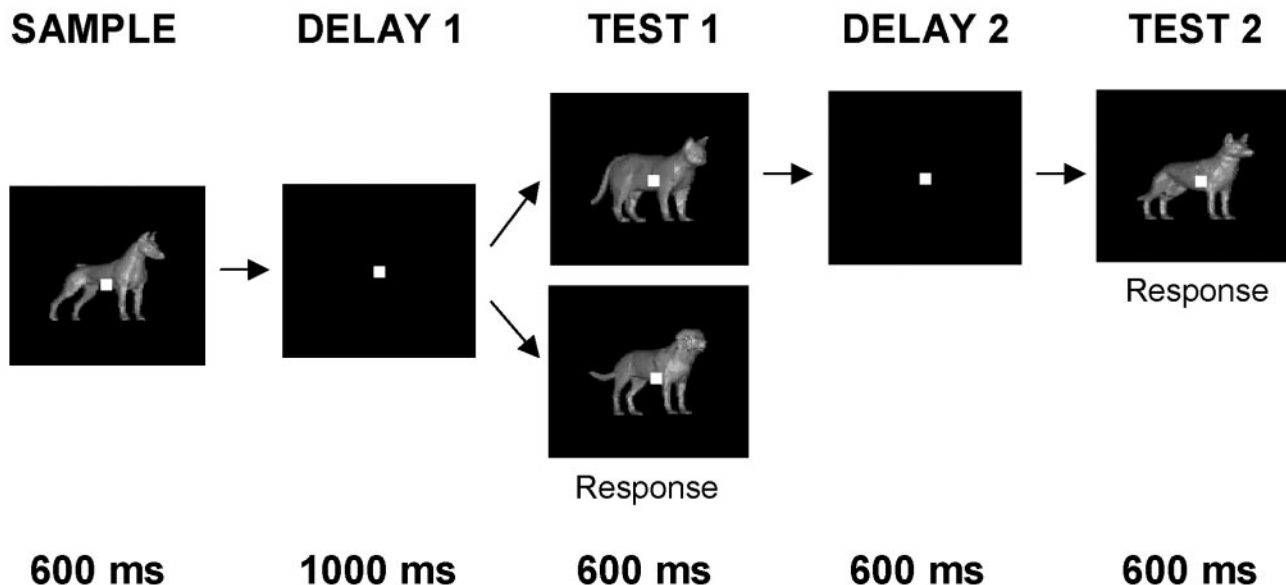 SAMPLE DELAY 1 TEST 1 DELAY 2 TEST 2
Response
Response
600 ms 1000 ms 600 ms 600 ms 600 ms